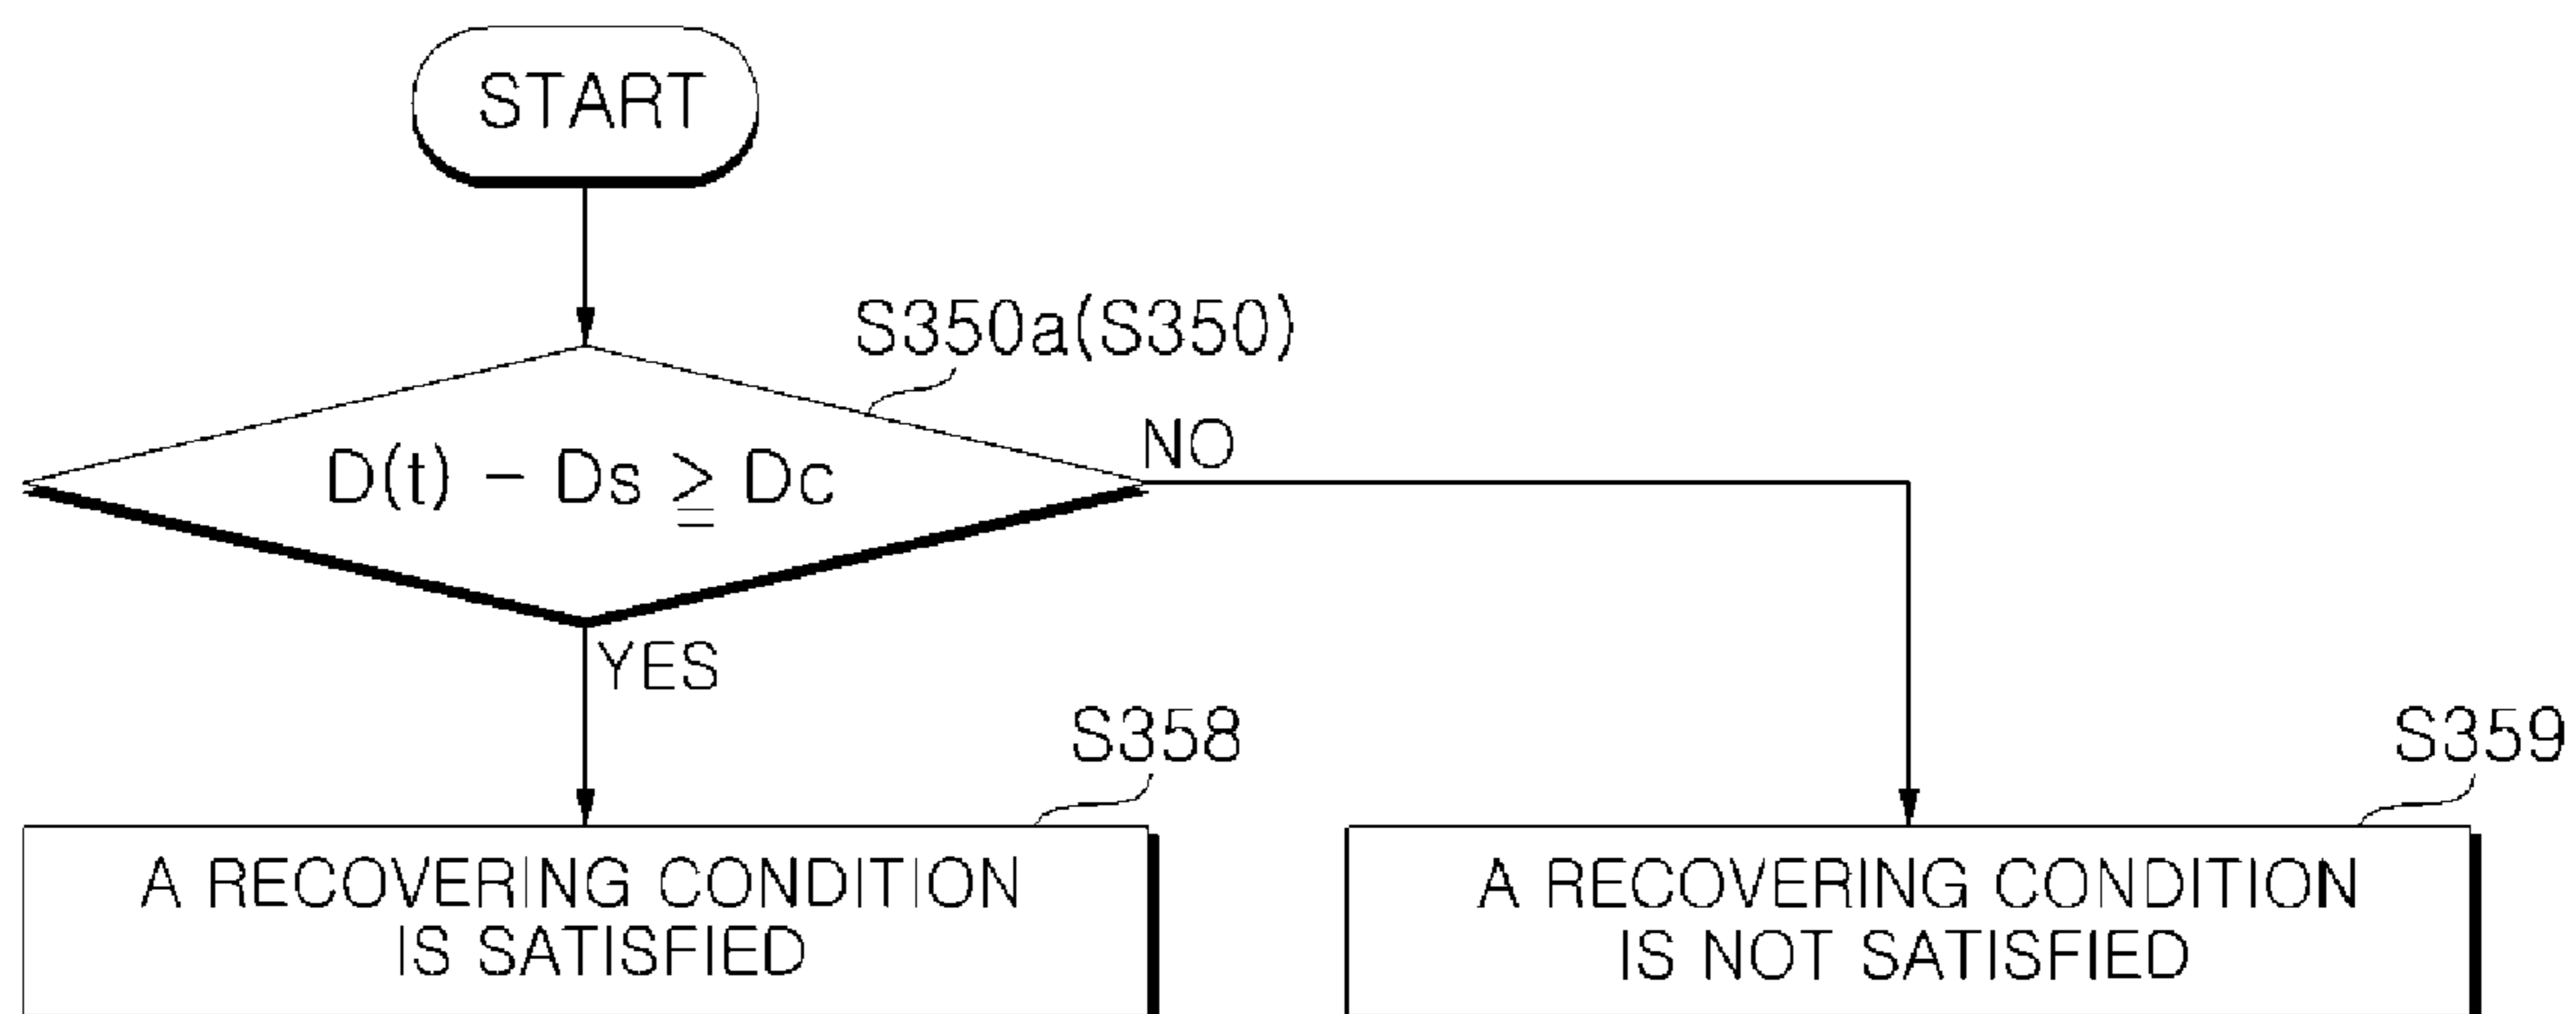 START
S350a(S350)
D(t) - Ds ≧ Dc
NO
YES
S358
S359
A RECOVERING CONDITION
IS SATISFIED
A RECOVERING CONDITION
IS NOT SATISFIED